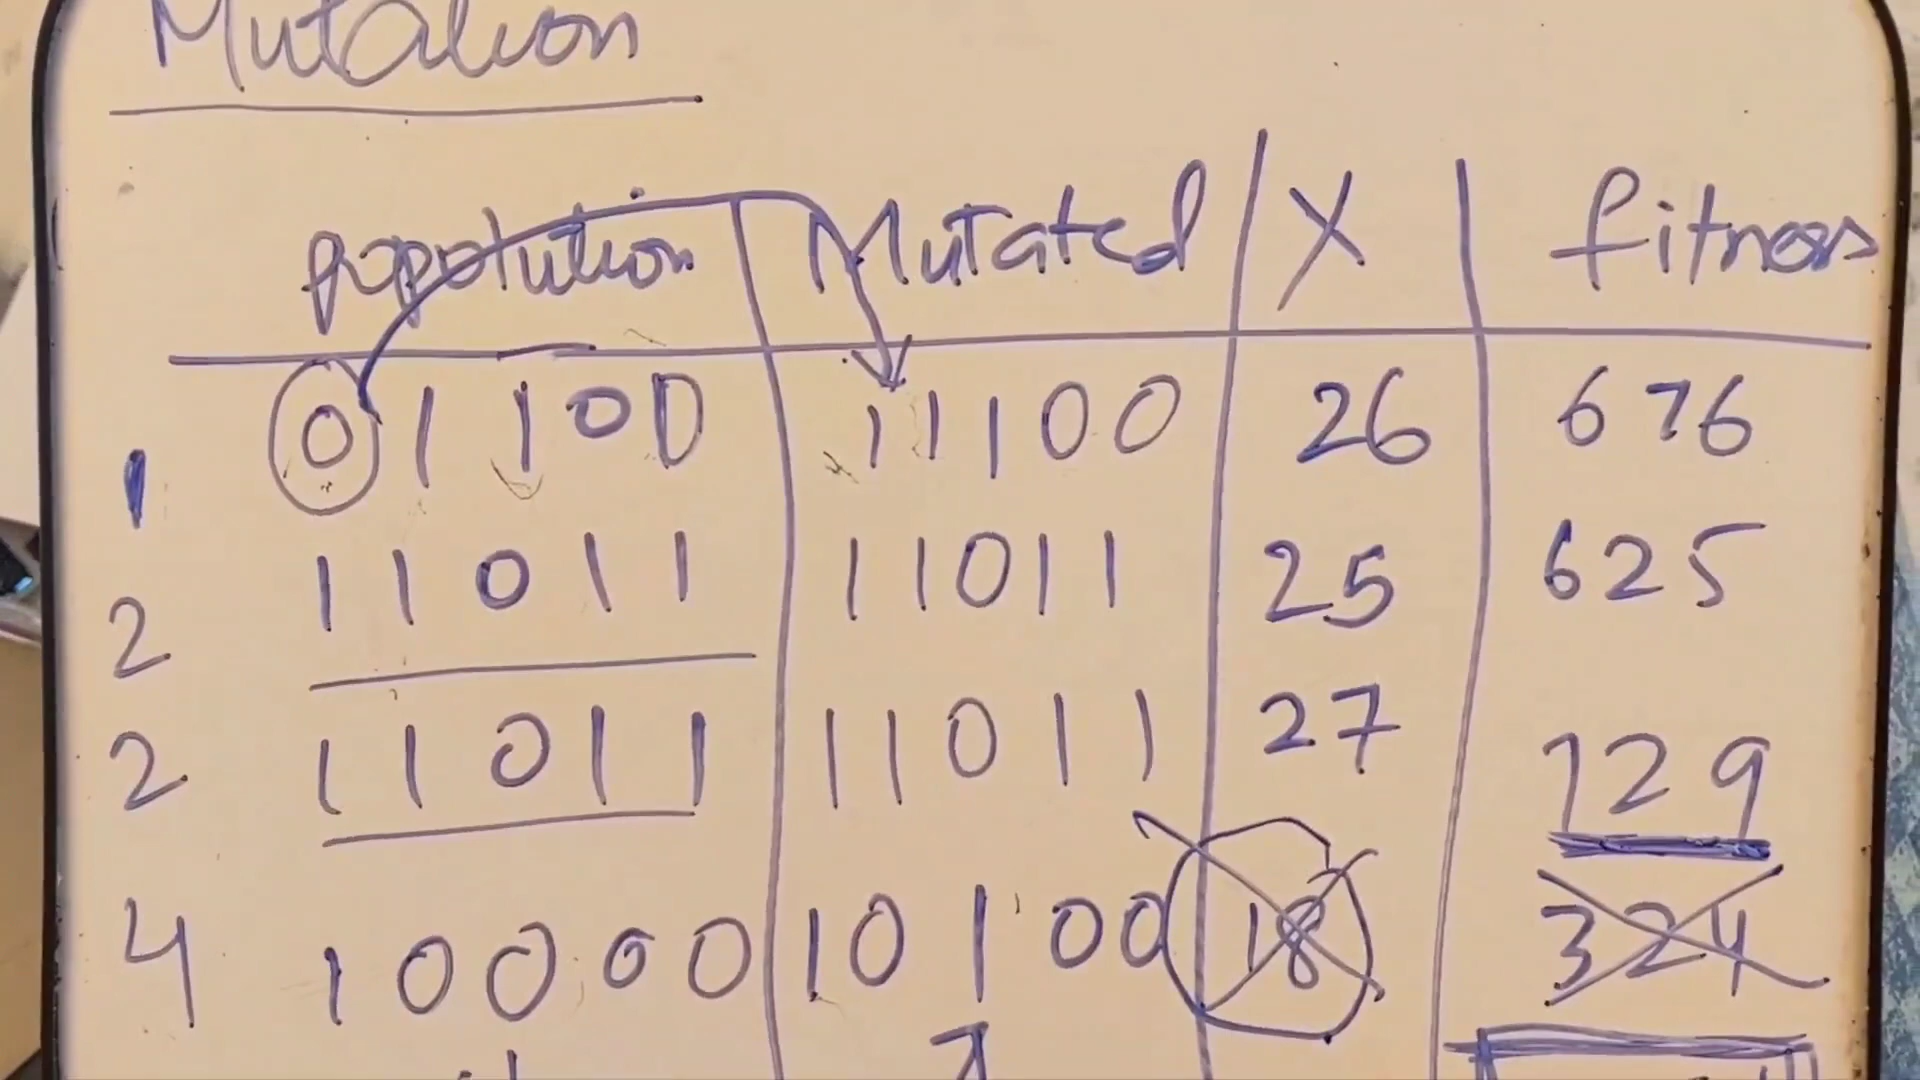 Mutation
population Mutated X fitness
1 01100 11100 26 676
2 11011 11011 25 625
2 11011 11011 27 729
4 10000 10100 18 324